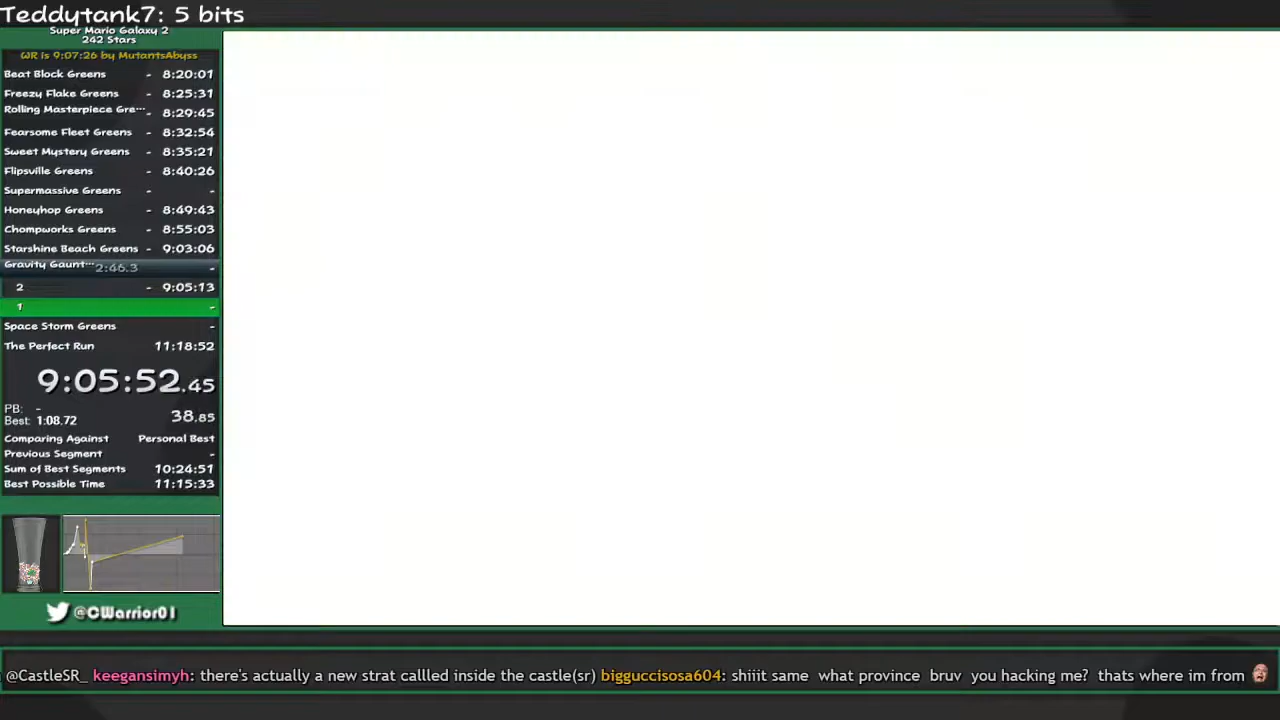 Teddytank7: 5 bits
Super Mario Galaxy 2
242 Stars
WR is 9:07:26 by MutantsAbyss
Beat Block Greens - 8:20:01
Freezy Flake Greens - 8:25:31
Rolling Masterpiece Gre… - 8:29:45
Fearsome Fleet Greens - 8:32:54
Sweet Mystery Greens - 8:35:21
Flipsville Greens - 8:40:26
Supermassive Greens - -
Honeyhop Greens - 8:49:43
Chompworks Greens - 8:55:03
Starshine Beach Greens - 9:03:06
Gravity Gaunt… 2:46.3 -
2 - 9:05:13
1 -
Space Storm Greens -
The Perfect Run 11:18:52
9:05:52.45
PB: - 38.85
Best: 1:08.72
Comparing Against Personal Best
Previous Segment -
Sum of Best Segments 10:24:51
Best Possible Time 11:15:33
@CWarrior01
@CastleSR_ keegansimyh: there's actually a new strat callled inside the castle(sr) bigguccisosa604: shiiit same what province bruv you hacking me? thats where im from